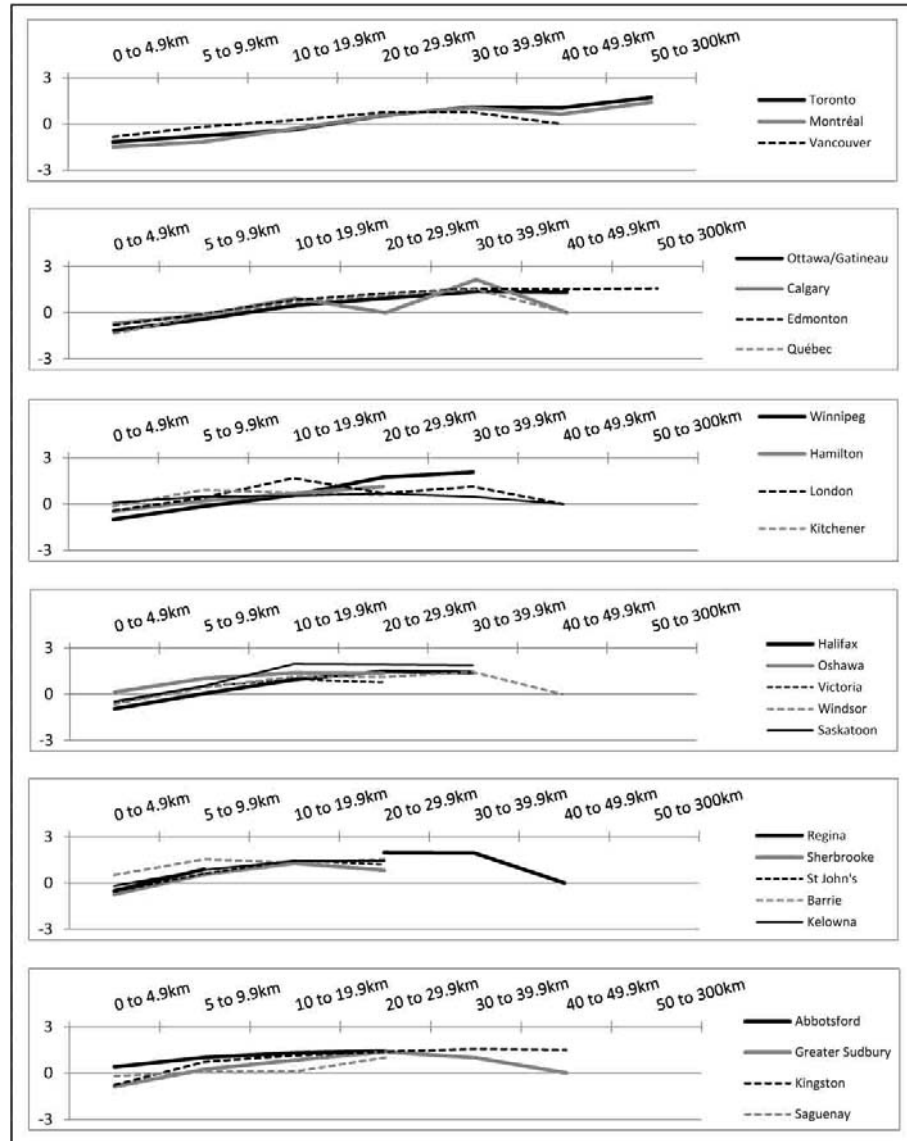 0 to 4.9km 5 to 9.9km 10 to 19.9km 20 to 29.9km 30 to 39.9km 40 to 49.9km 50 to 300km
3
0
-3
Toronto
Montréal
Vancouver
0 to 4.9km 5 to 9.9km 10 to 19.9km 20 to 29.9km 30 to 39.9km 40 to 49.9km 50 to 300km
3
0
-3
Ottawa/Gatineau
Calgary
Edmonton
Québec
0 to 4.9km 5 to 9.9km 10 to 19.9km 20 to 29.9km 30 to 39.9km 40 to 49.9km 50 to 300km
3
0
-3
Winnipeg
Hamilton
London
Kitchener
0 to 4.9km 5 to 9.9km 10 to 19.9km 20 to 29.9km 30 to 39.9km 40 to 49.9km 50 to 300km
3
0
-3
Halifax
Oshawa
Victoria
Windsor
Saskatoon
0 to 4.9km 5 to 9.9km 10 to 19.9km 20 to 29.9km 30 to 39.9km 40 to 49.9km 50 to 300km
3
0
-3
Regina
Sherbrooke
St John's
Barrie
Kelowna
0 to 4.9km 5 to 9.9km 10 to 19.9km 20 to 29.9km 30 to 39.9km 40 to 49.9km 50 to 300km
3
0
-3
Abbotsford
Greater Sudbury
Kingston
Saguenay